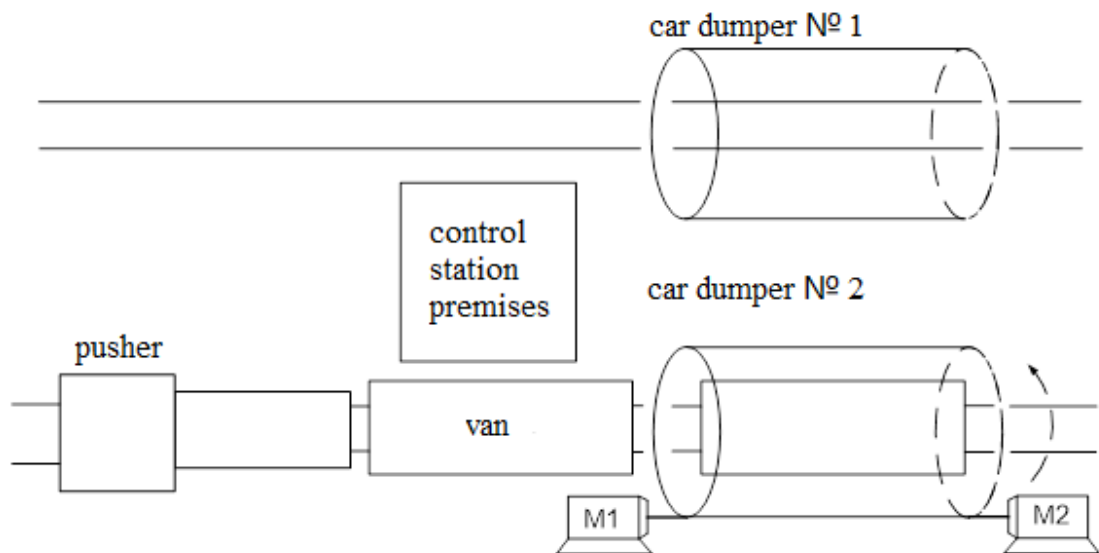 car dumper № 1
control
station
premises
car dumper № 2
pusher
van
M1
M2